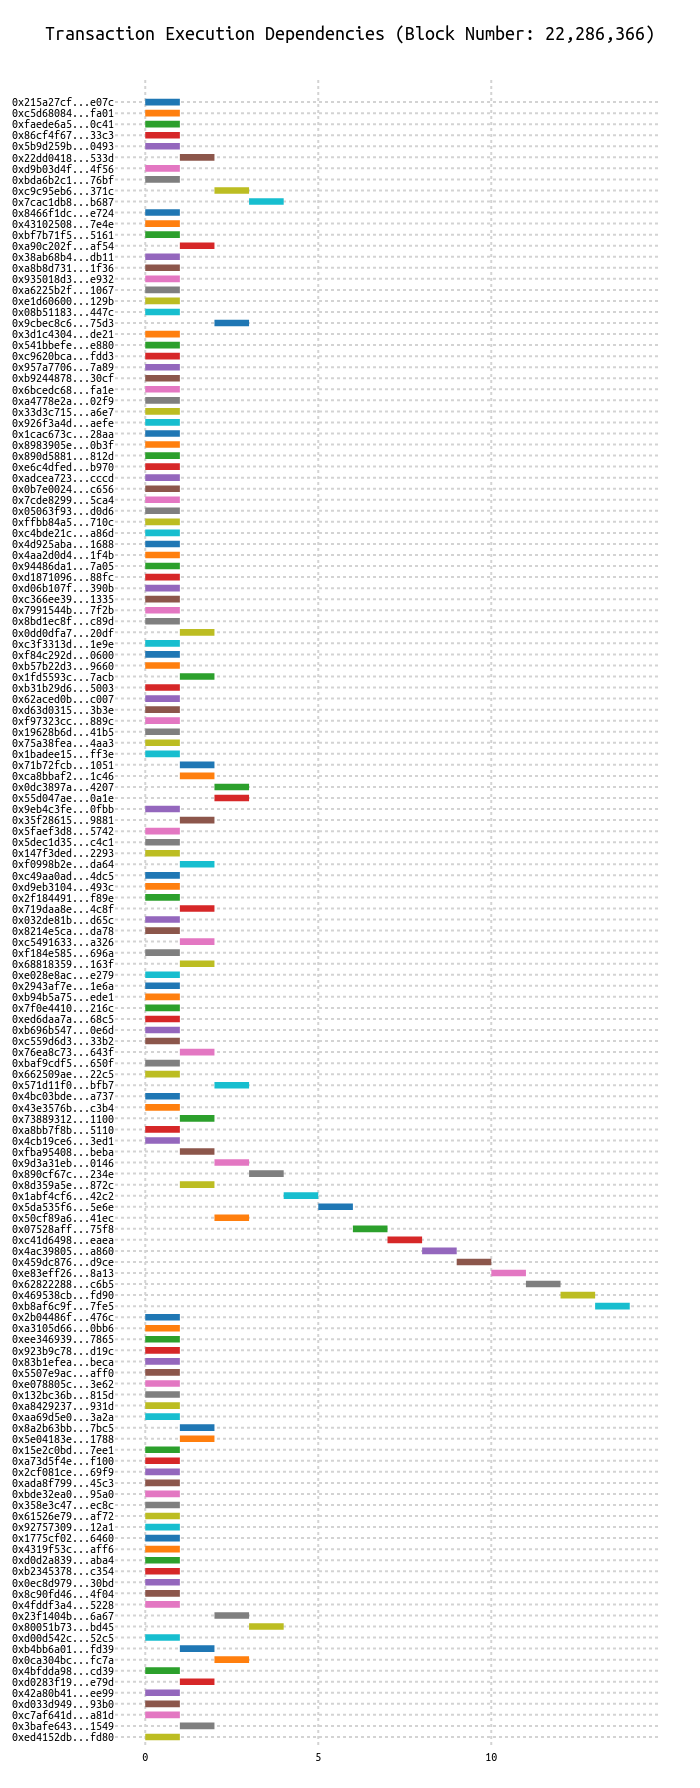 Transaction Execution Dependencies (Block Number: 22,286,366)
0x215a27cf...e07c
0xc5d68084...fa01
0xfaede6a5...0c41
0x86cf4f67...33c3
0x5b9d259b...0493
0x22dd0418...533d
0xd9b03d4f...4f56
0xbda6b2c1...76bf
0xc9c95eb6...371c
0x7cac1db8...b687
0x8466f1dc...e724
0x43102508...7e4e
0xbf7b71f5...5161
0xa90c202f...af54
0x38ab68b4...db11
0xa8b8d731...1f36
0x935018d3...e932
0xa6225b2f...1067
0xe1d60600...129b
0x08b51183...447c
0x9cbec8c6...75d3
0x3d1c4304...de21
0x541bbefe...e880
0xc9620bca...fdd3
0x957a7706...7a89
0xb9244878...30cf
0x6bcedc68...fa1e
0xa4778e2a...02f9
0x33d3c715...a6e7
0x926f3a4d...aefe
0x1cac673c...28aa
0x8983905e...0b3f
0x890d5881...812d
0xe6c4dfed...b970
0xadcea723...cccd
0x0b7e0024...c656
0x7cde8299...5ca4
0x05063f93...d0d6
0xffbb84a5...710c
0xc4bde21c...a86d
0x4d925aba...1688
0x4aa2d0d4...1f4b
0x94486da1...7a05
0xd1871096...88fc
0xd06b107f...390b
0xc366ee39...1335
0x7991544b...7f2b
0x8bd1ec8f...c89d
0x0dd0dfa7...20df
0xc3f3313d...1e9e
0xf84c292d...0600
0xb57b22d3...9660
0x1fd5593c...7acb
0xb31b29d6...5003
0x62aced0b...c007
0xd63d0315...3b3e
0xf97323cc...889c
0x19628b6d...41b5
0x75a38fea...4aa3
0x1badee15...ff3e
0x71b72fcb...1051
0xca8bbaf2...1c46
0x0dc3897a...4207
0x55d047ae...0a1e
0x9eb4c3fe...0fbb
0x35f28615...9881
0x5faef3d8...5742
0x5dec1d35...c4c1
0x147f3ded...2293
0xf0998b2e...da64
0xc49aa0ad...4dc5
0xd9eb3104...493c
0x2f184491...f89e
0x719daa8e...4c8f
0x032de81b...d65c
0x8214e5ca...da78
0xc5491633...a326
0xf184e585...696a
0x68818359...163f
0xe028e8ac...e279
0x2943af7e...1e6a
0xb94b5a75...ede1
0x7f0e4410...216c
0xed6daa7a...68c5
0xb696b547...0e6d
0xc559d6d3...33b2
0x76ea8c73...643f
0xbaf9cdf5...650f
0x662509ae...22c5
0x571d11f0...bfb7
0x4bc03bde...a737
0x43e3576b...c3b4
0x73889312...1100
0xa8bb7f8b...5110
0x4cb19ce6...3ed1
0xfba95408...beba
0x9d3a31eb...0146
0x890cf67c...234e
0x8d359a5e...872c
0x1abf4cf6...42c2
0x5da535f6...5e6e
0x50cf89a6...41ec
0x07528aff...75f8
0xc41d6498...eaea
0x4ac39805...a860
0x459dc876...d9ce
0xe83eff26...8a13
0x62822288...c6b5
0x469538cb...fd90
0xb8af6c9f...7fe5
0x2b04486f...476c
0xa3105d66...0bb6
0xee346939...7865
0x923b9c78...d19c
0x83b1efea...beca
0x5507e9ac...aff0
0xe078805c...3e62
0x132bc36b...815d
0xa8429237...931d
0xaa69d5e0...3a2a
0x8a2b63bb...7bc5
0x5e04183e...1788
0x15e2c0bd...7ee1
0xa73d5f4e...f100
0x2cf081ce...69f9
0xada8f799...45c3
0xbde32ea0...95a0
0x358e3c47...ec8c
0x61526e79...af72
0x92757309...12a1
0x1775cf02...6460
0x4319f53c...aff6
0xd0d2a839...aba4
0xb2345378...c354
0x0ec8d979...30bd
0x8c90fd46...4f04
0x4fddf3a4...5228
0x23f1404b...6a67
0x80051b73...bd45
0xd00d542c...52c5
0xb4bb6a01...fd39
0x0ca304bc...fc7a
0x4bfdda98...cd39
0xd0283f19...e79d
0x42a80b41...ee99
0xd033d949...93b0
0xc7af641d...a81d
0x3bafe643...1549
0xed4152db...fd80
0 5 10